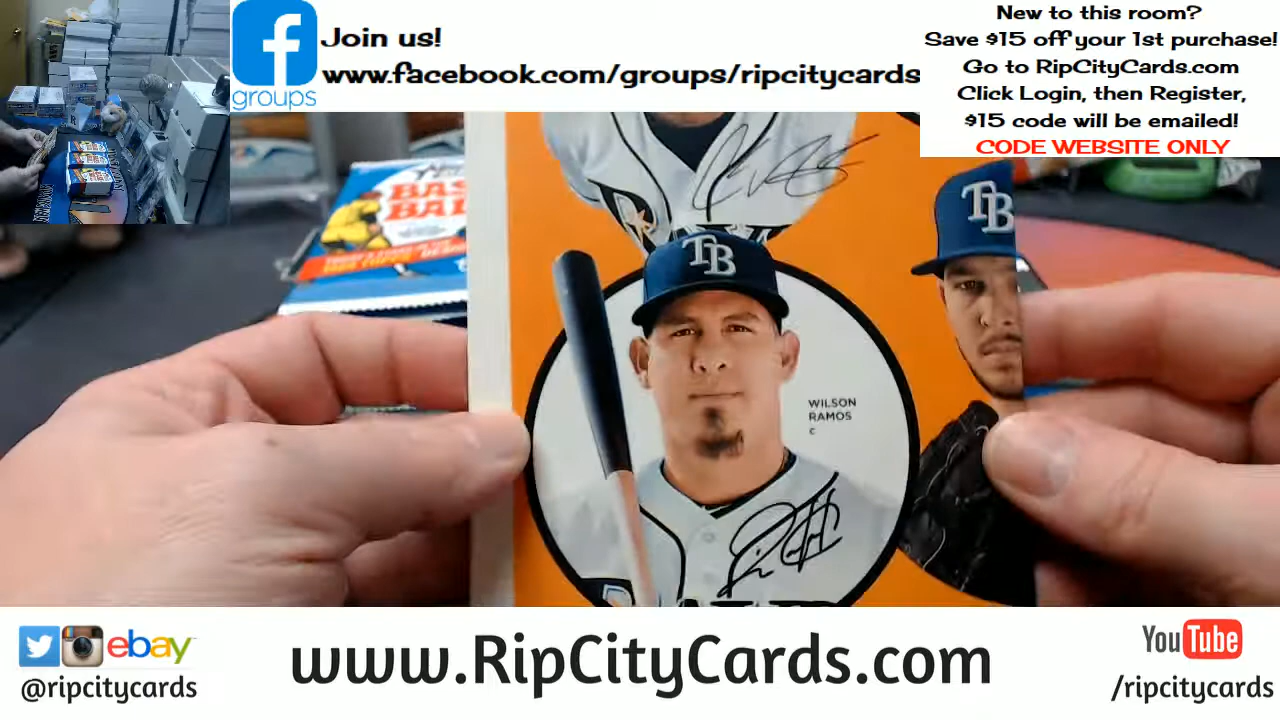 Join us!
www.facebook.com/groups/ripcitycards
groups
New to this room?
Save $15 off your 1st purchase!
Go to RipCityCards.com
Click Login, then Register,
$15 code will be emailed!
CODE WEBSITE ONLY
BAS
BAL
TB
TB
WILSON
RAMOS
C
ebay
@ripcitycards
www.RipCityCards.com
YouTube
/ripcitycards